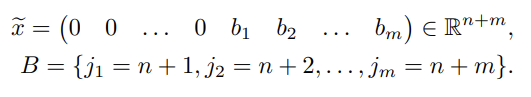 x̃ = (0 0 … 0 b₁ b₂ … bₘ) ∈ ℝⁿ⁺ᵐ,
B = {j₁ = n + 1, j₂ = n + 2, …, jₘ = n + m}.